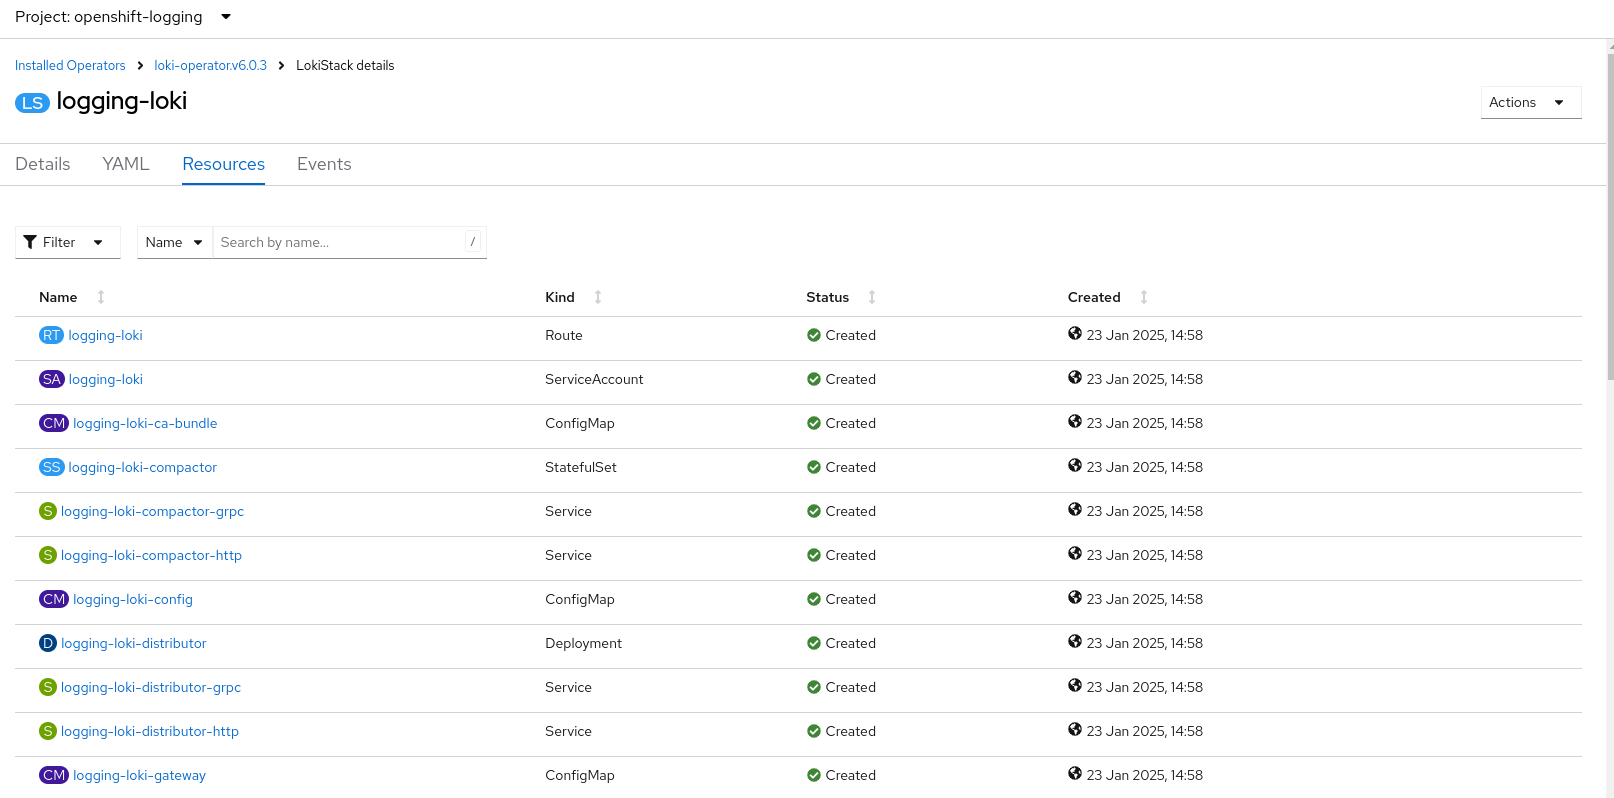 Project: openshift-logging
Installed Operators loki-operator.v6.0.3 LokiStack details
LS logging-loki
Actions
Details YAML Resources Events
Filter Name Search by name... /
Name Kind Status Created
RT logging-loki Route Created 23 Jan 2025, 14:58
SA logging-loki ServiceAccount Created 23 Jan 2025, 14:58
CM logging-loki-ca-bundle ConfigMap Created 23 Jan 2025, 14:58
SS logging-loki-compactor StatefulSet Created 23 Jan 2025, 14:58
S logging-loki-compactor-grpc Service Created 23 Jan 2025, 14:58
S logging-loki-compactor-http Service Created 23 Jan 2025, 14:58
CM logging-loki-config ConfigMap Created 23 Jan 2025, 14:58
D logging-loki-distributor Deployment Created 23 Jan 2025, 14:58
S logging-loki-distributor-grpc Service Created 23 Jan 2025, 14:58
S logging-loki-distributor-http Service Created 23 Jan 2025, 14:58
CM logging-loki-gateway ConfigMap Created 23 Jan 2025, 14:58